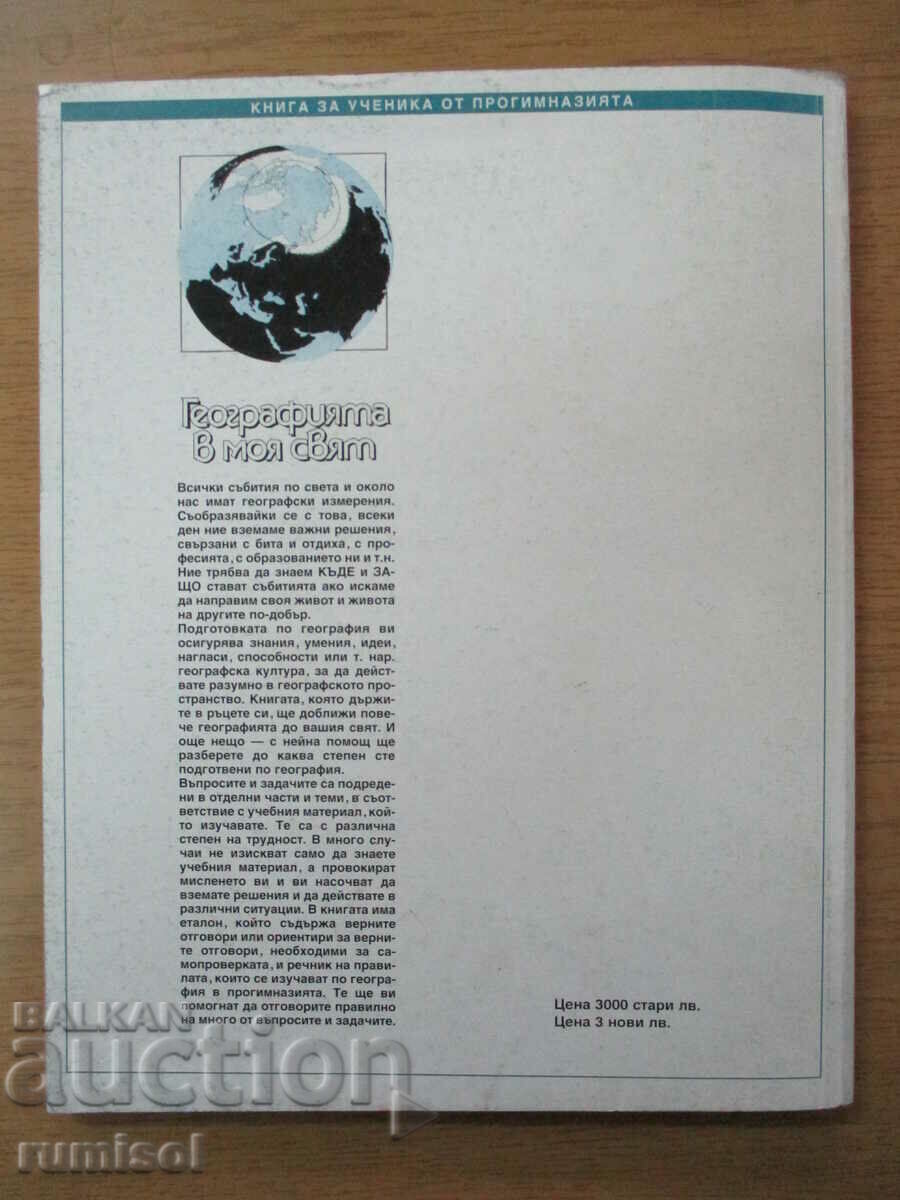 КНИГА ЗА УЧЕНИКА ОТ ПРОГИМНАЗИЯТА
Географията
в моя свят
Всички събития по света и около
нас имат географски измерения.
Съобразявайки се с това, всеки
ден ние вземаме важни решения,
свързани с бита и отдиха, с про-
фесията, с образованието ни и т.н.
Ние трябва да знаем КЪДЕ и ЗА-
ЩО стават събитията ако искаме
да направим своя живот и живота
на другите по-добър.
Подготовката по география ви
осигурява знания, умения, идеи,
нагласи, способности или т. нар.
географска култура, за да дейст-
вате разумно в географското про-
странство. Книгата, която държи-
те в ръцете си, ще доближи пове-
че географията до вашия свят. И
още нещо — с нейна помощ ще
разберете до каква степен сте
подготвени по география.
Въпросите и задачите са подреде-
ни в отделни части и теми, в съот-
ветствие с учебния материал, кой-
то изучавате. Те са с различна
степен на трудност. В много слу-
чаи не изискват само да знаете
учебния материал, а провокират
мисленето ви и ви насочват да
вземате решения и да действате в
различни ситуации. В книгата има
еталон, който съдържа верните
отговори или ориентири за верни-
те отговори, необходими за са-
мопроверката, и речник на прави-
лата, които се изучават по геогра-
фия в прогимназията. Те ще ви
помогнат да отговорите правилно
на много от въпросите и задачите.
Цена 3000 стари лв.
Цена 3 нови лв.
BALKAN
auction
rumisol